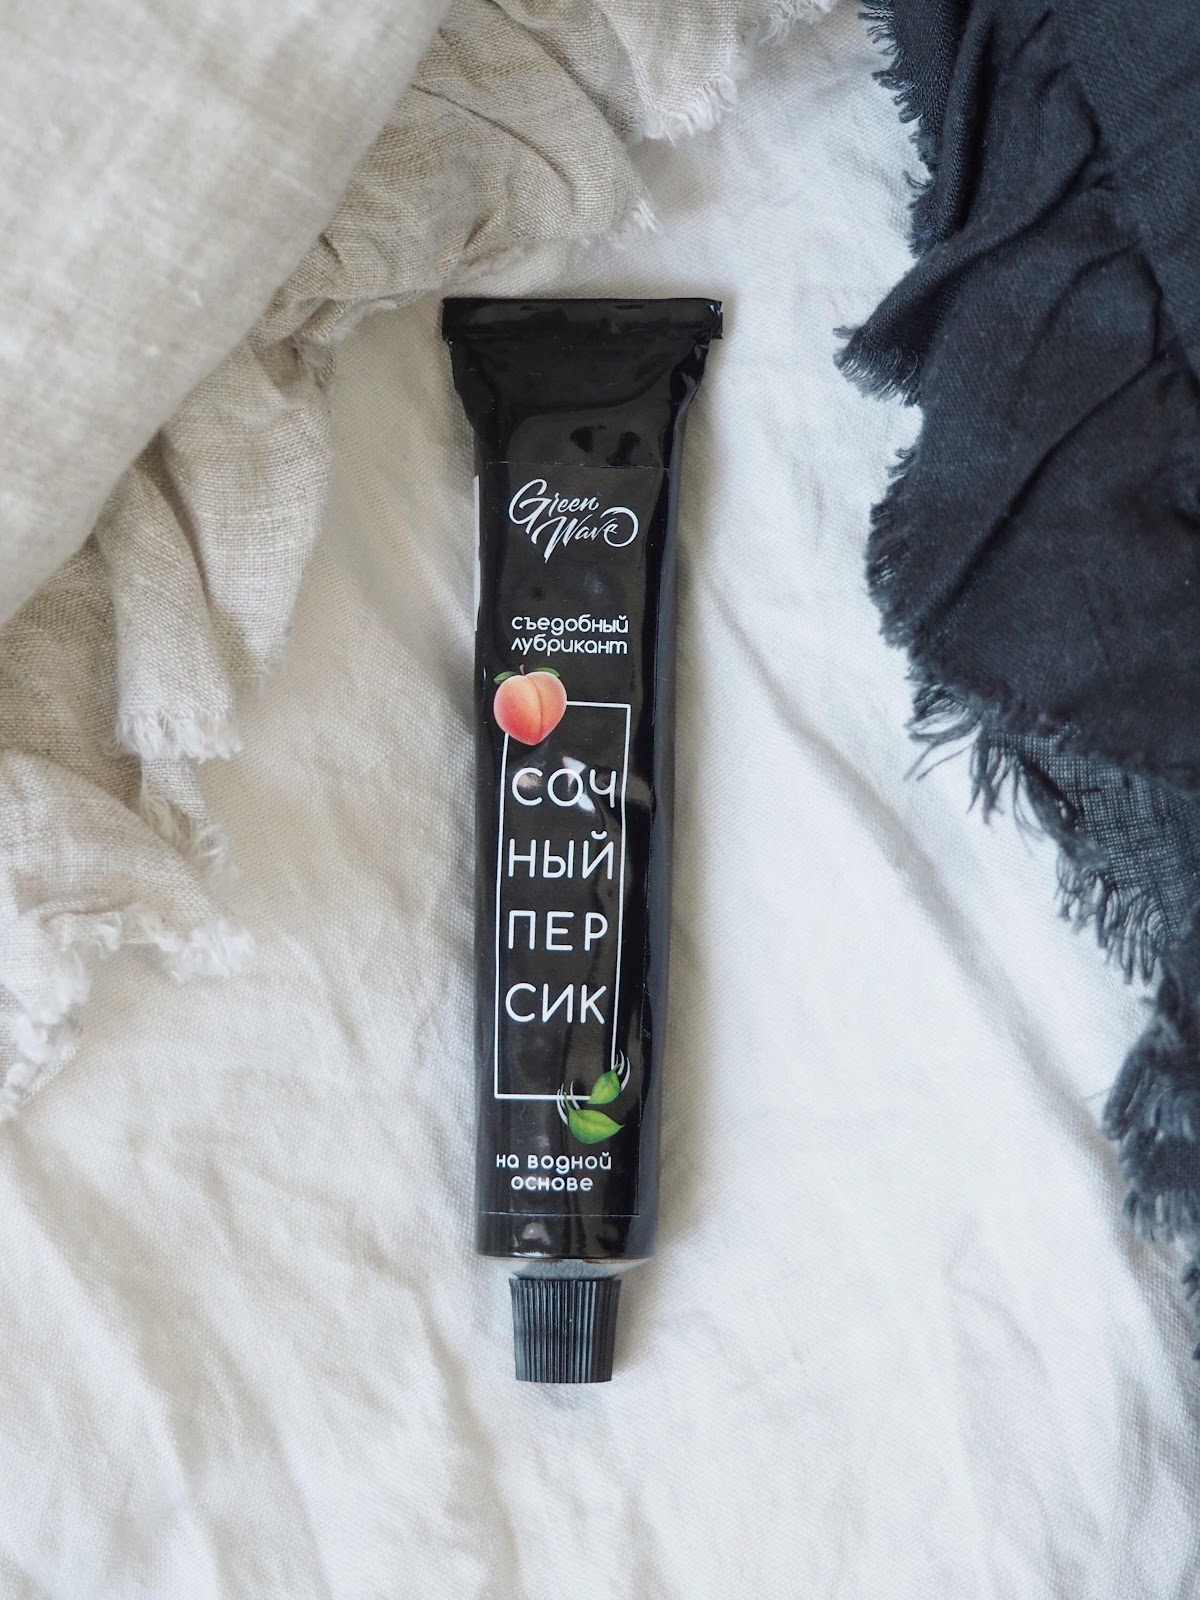 Green
Wave
съедобный
лубрикант
СОЧ
НЫЙ
ПЕР
СИК
на водной
основе